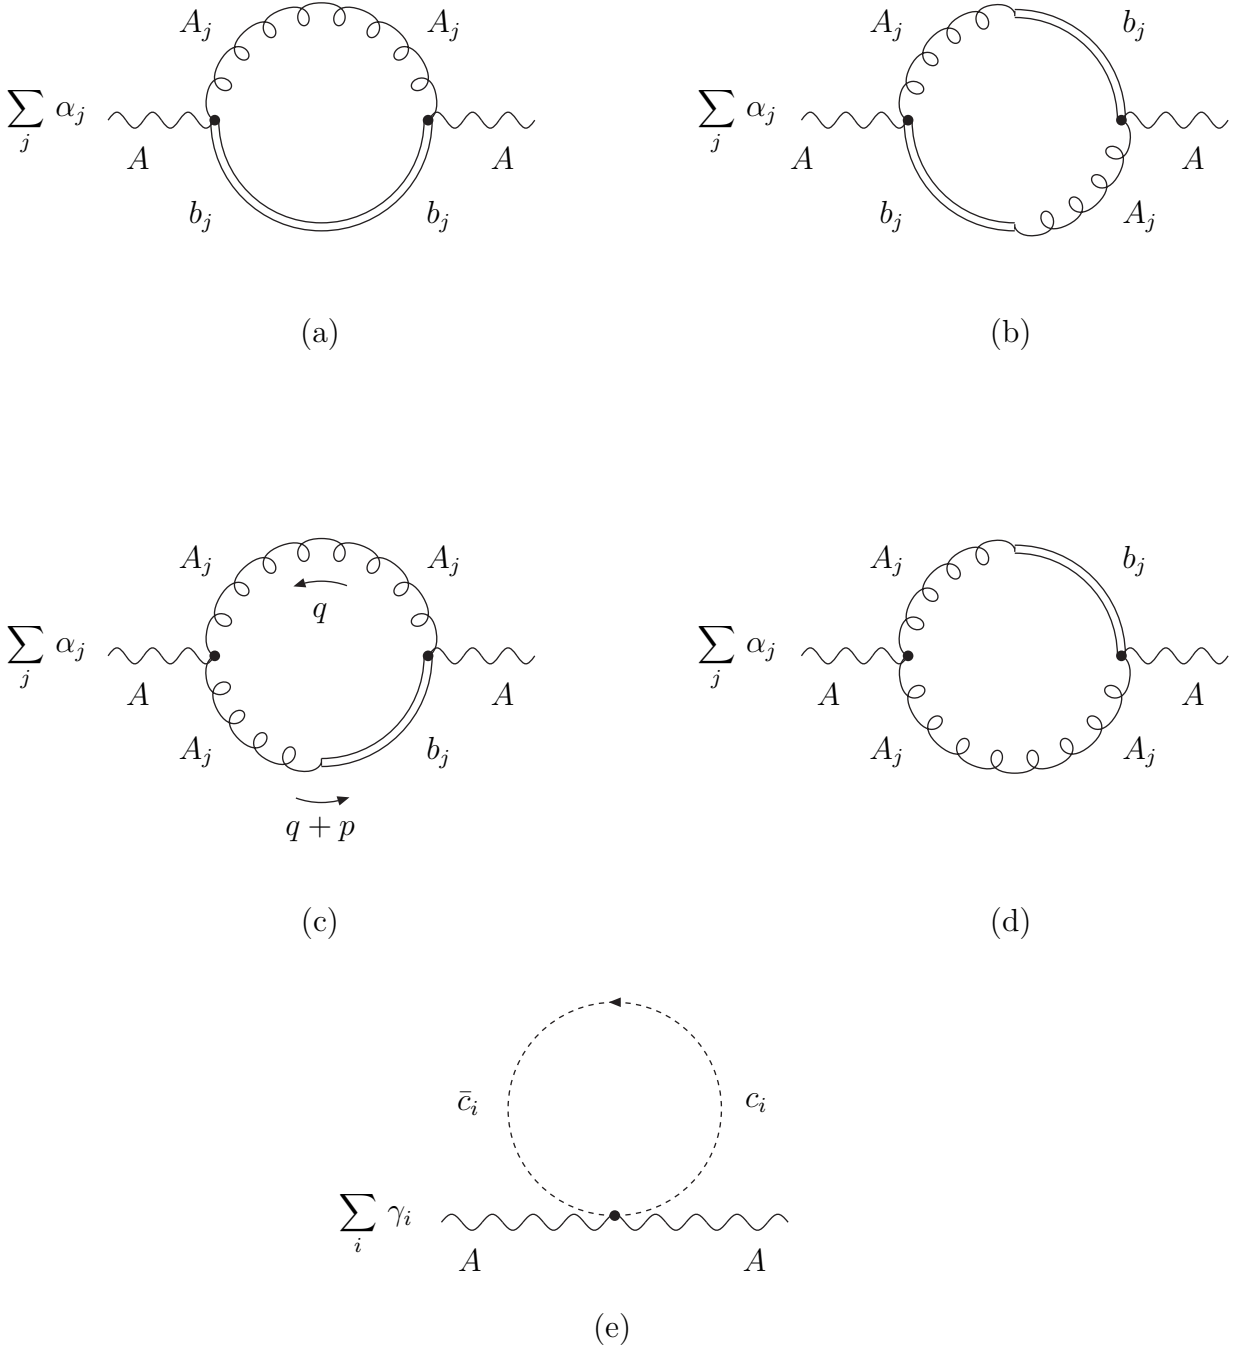 A_j A_j A_j b_j
∑_j α_j ∑_j α_j
A A A A
b_j b_j b_j A_j
(a) (b)
A_j A_j A_j b_j
q
∑_j α_j ∑_j α_j
A A A A
A_j b_j A_j A_j
q + p
(c) (d)
c̄_i c_i
∑_i γ_i
A A
(e)